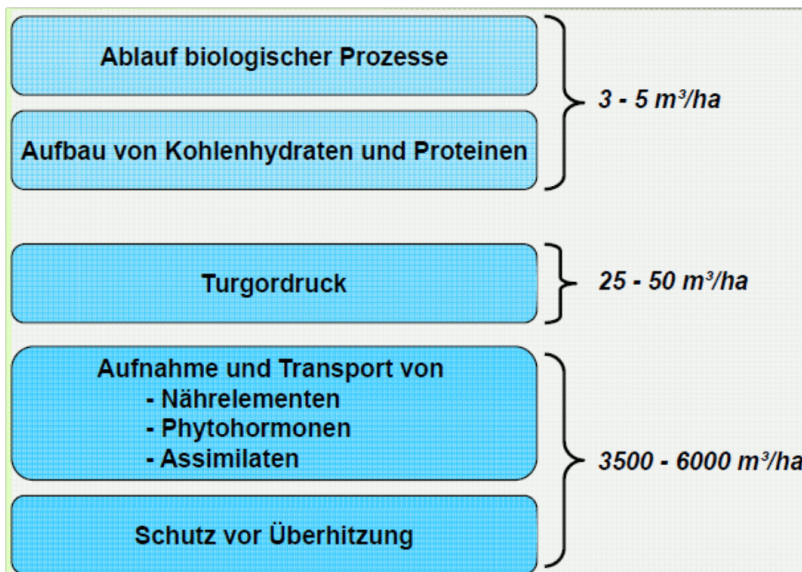 Ablauf biologischer Prozesse
Aufbau von Kohlenhydraten und Proteinen
3 - 5 m³/ha
Turgordruck
25 - 50 m³/ha
Aufnahme und Transport von
- Nährelementen
- Phytohormonen
- Assimilaten
Schutz vor Überhitzung
3500 - 6000 m³/ha